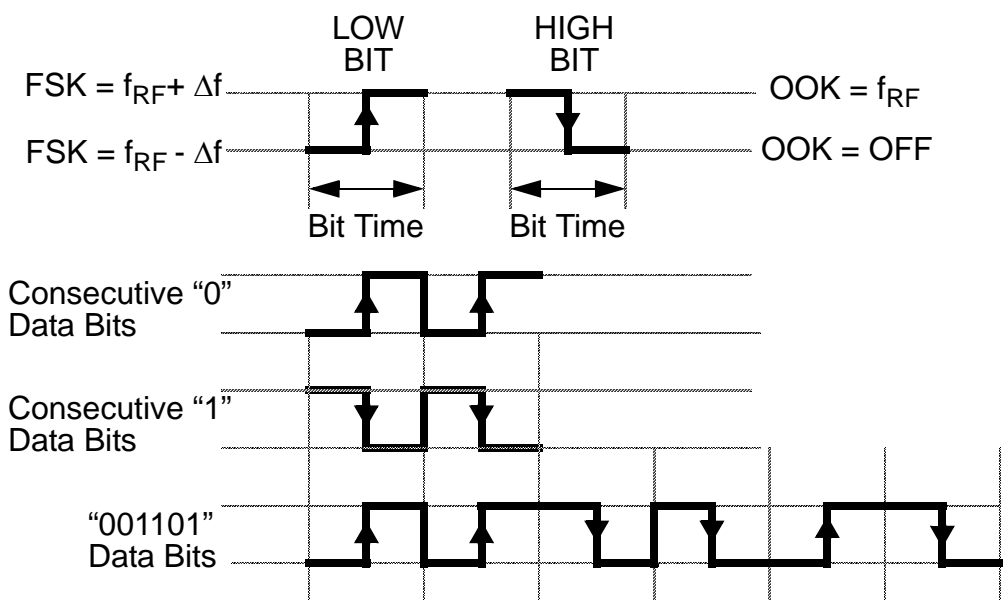 LOW
BIT
HIGH
BIT
FSK = fRF+ Δf
OOK = fRF
FSK = fRF - Δf
OOK = OFF
Bit Time
Bit Time
Consecutive “0”
Data Bits
Consecutive “1”
Data Bits
“001101”
Data Bits